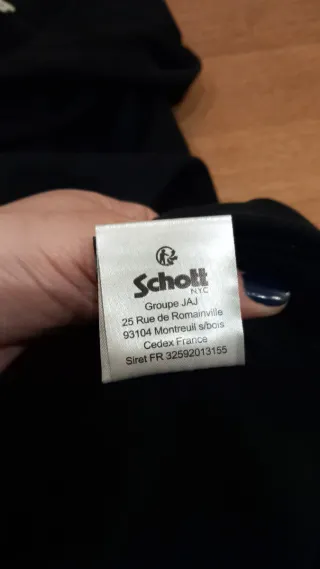 Schott
N.Y.C
Groupe JAJ
25 Rue de Romainville
93104 Montreuil s/bois
Cedex France
Siret FR 32592013155